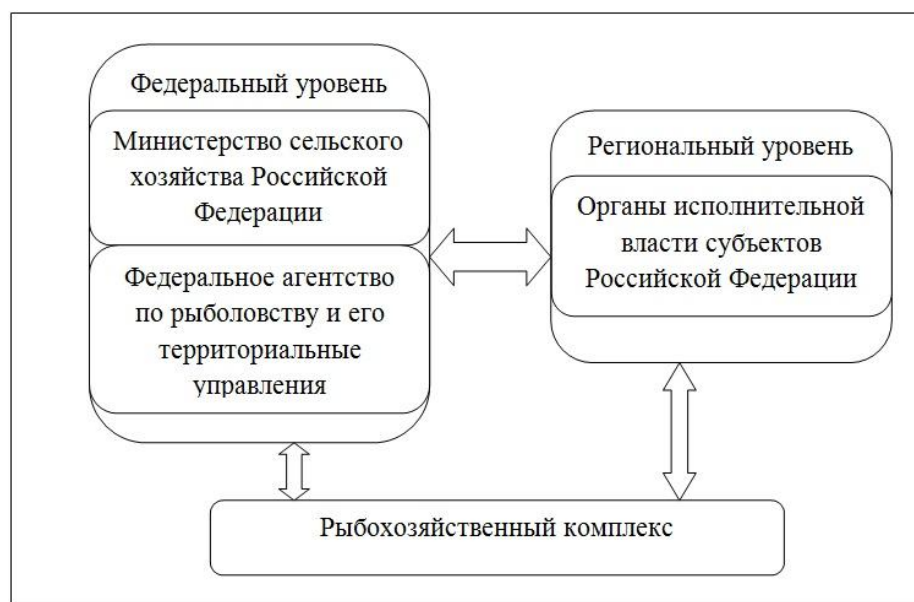 Федеральный уровень
Министерство сельского
хозяйства Российской
Федерации
Федеральное агентство
по рыболовству и его
территориальные
управления
Региональный уровень
Органы исполнительной
власти субъектов
Российской Федерации
Рыбохозяйственный комплекс